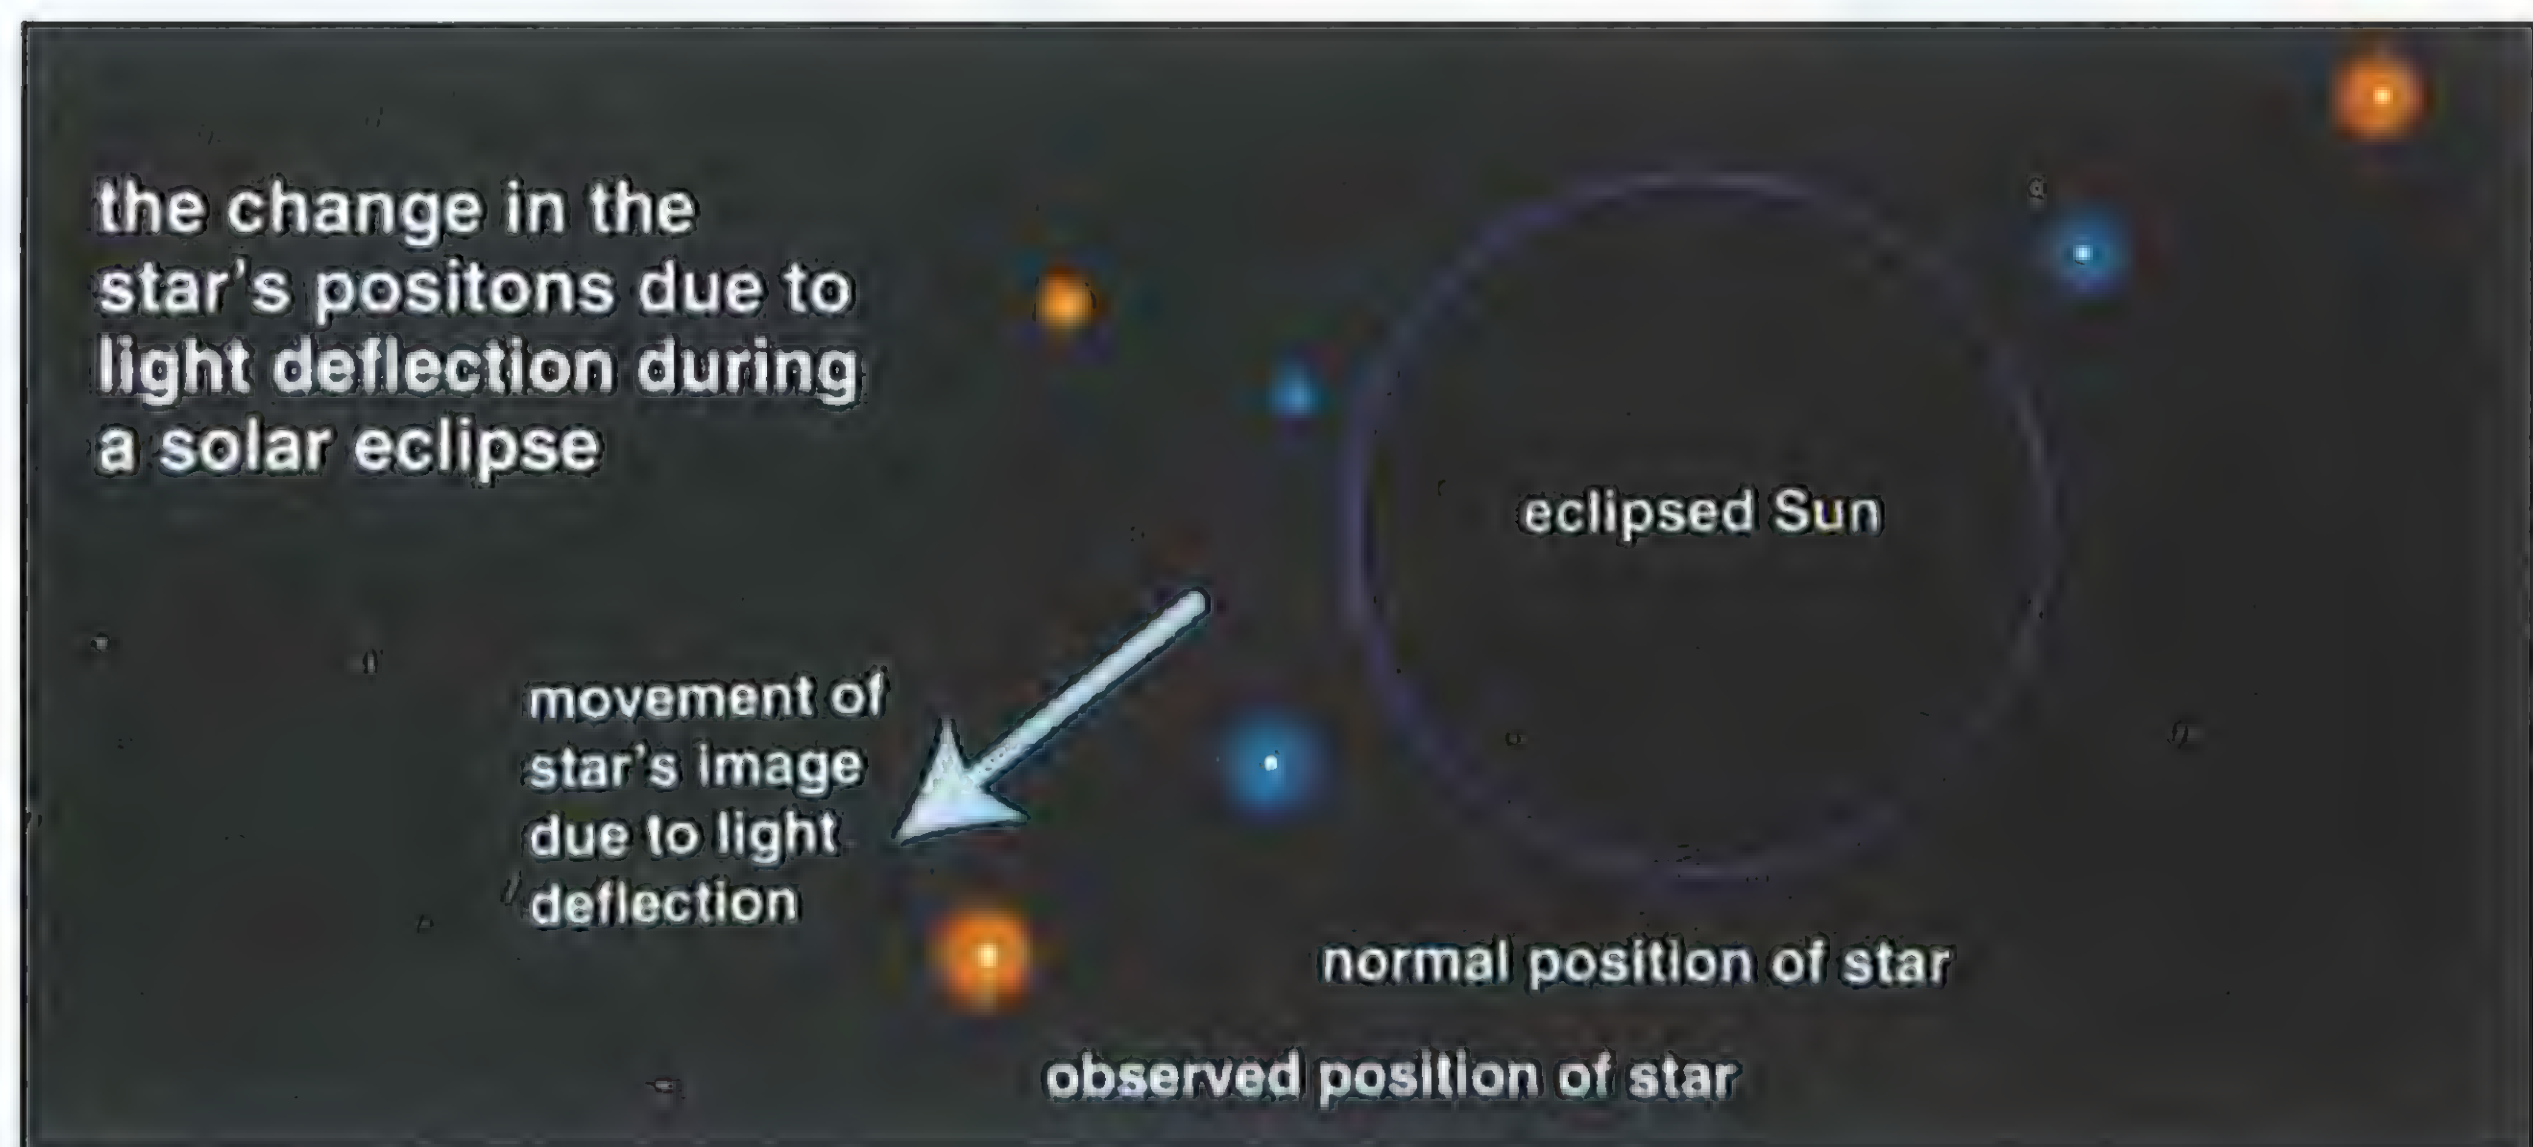 the change in the
star's positons due to
light deflection during
a solar eclipse
eclipsed Sun
movement of
star's image
due to light
deflection
normal position of star
observed position of star